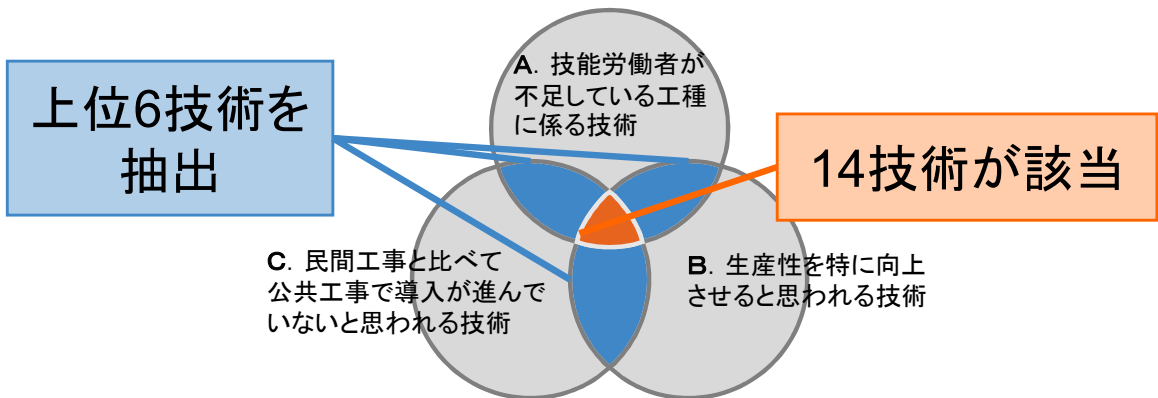 A. 技能労働者が
不足している工種
に係る技術
上位6技術を
抽出
14技術が該当
C. 民間工事と比べて
公共工事で導入が進んで
いないと思われる技術
B. 生産性を特に向上
させると思われる技術